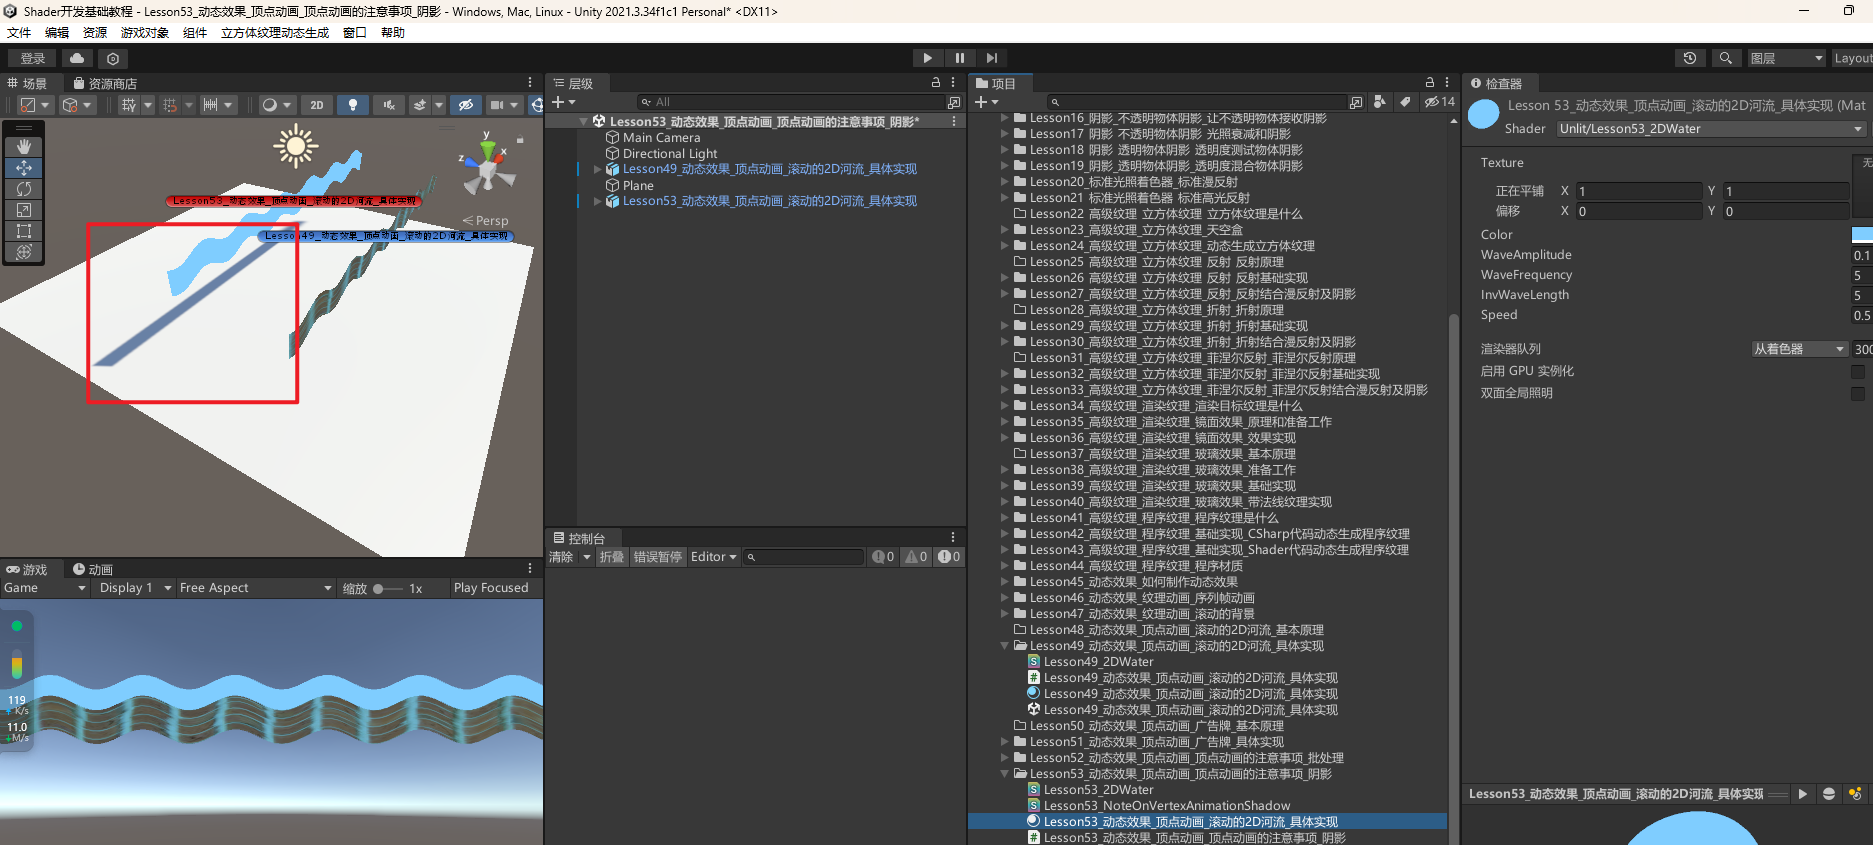 Shader开发基础教程 - Lesson53_动态效果_顶点动画_顶点动画的注意事项_阴影 - Windows, Mac, Linux - Unity 2021.3.34f1c1 Personal* <DX11>
文件 编辑 资源 游戏对象 组件 立方体纹理动态生成 窗口 帮助
登录
图层
Layout
场景 资源商店
2D
Lesson53_动态效果_顶点动画_滚动的2D河流_具体实现
Lesson49_动态效果_顶点动画_滚动的2D河流_具体实现
y
x
z
Persp
游戏 动画
Game Display 1 Free Aspect 缩放 1x Play Focused
119
K/s
11.0
M/s
层级
All
Lesson53_动态效果_顶点动画_顶点动画的注意事项_阴影*
Main Camera
Directional Light
Lesson49_动态效果_顶点动画_滚动的2D河流_具体实现
Plane
Lesson53_动态效果_顶点动画_滚动的2D河流_具体实现
控制台
清除 折叠 错误暂停 Editor 0 0 0
项目
14
Lesson16_阴影_不透明物体阴影_让不透明物体接收阴影
Lesson17_阴影_不透明物体阴影_光照衰减和阴影
Lesson18_阴影_透明物体阴影_透明度测试物体阴影
Lesson19_阴影_透明物体阴影_透明度混合物体阴影
Lesson20_标准光照着色器_标准漫反射
Lesson21_标准光照着色器_标准高光反射
Lesson22_高级纹理_立方体纹理_立方体纹理是什么
Lesson23_高级纹理_立方体纹理_天空盒
Lesson24_高级纹理_立方体纹理_动态生成立方体纹理
Lesson25_高级纹理_立方体纹理_反射_反射原理
Lesson26_高级纹理_立方体纹理_反射_反射基础实现
Lesson27_高级纹理_立方体纹理_反射_反射结合漫反射及阴影
Lesson28_高级纹理_立方体纹理_折射_折射原理
Lesson29_高级纹理_立方体纹理_折射_折射基础实现
Lesson30_高级纹理_立方体纹理_折射_折射结合漫反射及阴影
Lesson31_高级纹理_立方体纹理_菲涅尔反射_菲涅尔反射原理
Lesson32_高级纹理_立方体纹理_菲涅尔反射_菲涅尔反射基础实现
Lesson33_高级纹理_立方体纹理_菲涅尔反射_菲涅尔反射结合漫反射及阴影
Lesson34_高级纹理_渲染纹理_渲染目标纹理是什么
Lesson35_高级纹理_渲染纹理_镜面效果_原理和准备工作
Lesson36_高级纹理_渲染纹理_镜面效果_效果实现
Lesson37_高级纹理_渲染纹理_玻璃效果_基本原理
Lesson38_高级纹理_渲染纹理_玻璃效果_准备工作
Lesson39_高级纹理_渲染纹理_玻璃效果_基础实现
Lesson40_高级纹理_渲染纹理_玻璃效果_带法线纹理实现
Lesson41_高级纹理_程序纹理_程序纹理是什么
Lesson42_高级纹理_程序纹理_基础实现_CSharp代码动态生成程序纹理
Lesson43_高级纹理_程序纹理_基础实现_Shader代码动态生成程序纹理
Lesson44_高级纹理_程序纹理_程序材质
Lesson45_动态效果_如何制作动态效果
Lesson46_动态效果_纹理动画_序列帧动画
Lesson47_动态效果_纹理动画_滚动的背景
Lesson48_动态效果_顶点动画_滚动的2D河流_基本原理
Lesson49_动态效果_顶点动画_滚动的2D河流_具体实现
Lesson49_2DWater
Lesson49_动态效果_顶点动画_滚动的2D河流_具体实现
Lesson49_动态效果_顶点动画_滚动的2D河流_具体实现
Lesson49_动态效果_顶点动画_滚动的2D河流_具体实现
Lesson50_动态效果_顶点动画_广告牌_基本原理
Lesson51_动态效果_顶点动画_广告牌_具体实现
Lesson52_动态效果_顶点动画_顶点动画的注意事项_批处理
Lesson53_动态效果_顶点动画_顶点动画的注意事项_阴影
Lesson53_2DWater
Lesson53_NoteOnVertexAnimationShadow
Lesson53_动态效果_顶点动画_滚动的2D河流_具体实现
Lesson53_动态效果_顶点动画_顶点动画的注意事项_阴影
检查器
Lesson 53_动态效果_顶点动画_滚动的2D河流_具体实现 (Mat
Shader Unlit/Lesson53_2DWater
Texture
无
正在平铺 X 1 Y 1
偏移 X 0 Y 0
Color
WaveAmplitude 0.1
WaveFrequency 5
InvWaveLength 5
Speed 0.5
渲染器队列 从着色器 300
启用 GPU 实例化
双面全局照明
Lesson53_动态效果_顶点动画_滚动的2D河流_具体实现